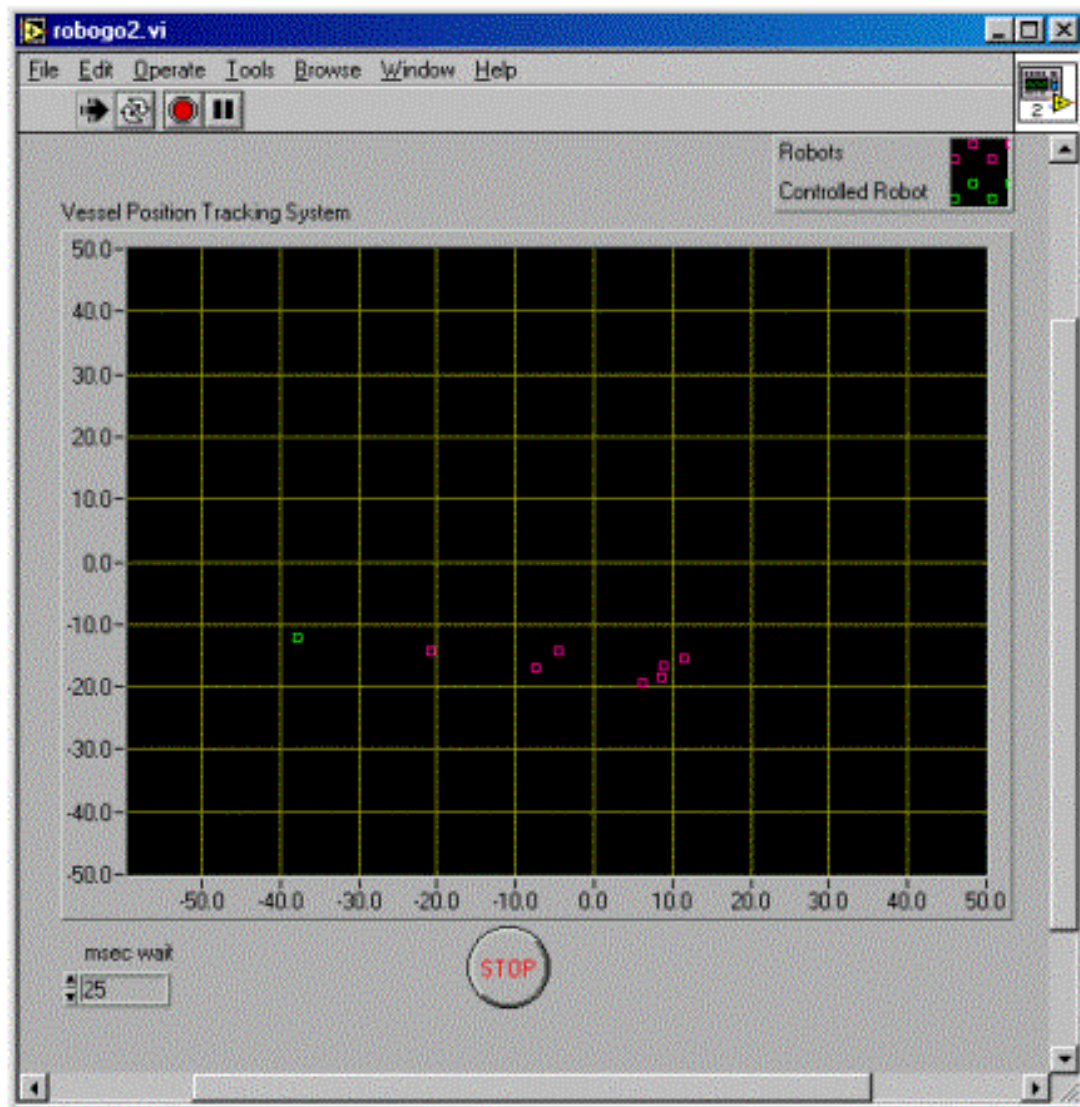 robogo2.vi
File Edit Operate Tools Browse Window Help
2
Robots
Controlled Robot
Vessel Position Tracking System
50.0
40.0
30.0
20.0
10.0
0.0
-10.0
-20.0
-30.0
-40.0
-50.0
-50.0 -40.0 -30.0 -20.0 -10.0 0.0 10.0 20.0 30.0 40.0 50.0
msec wait
25
STOP